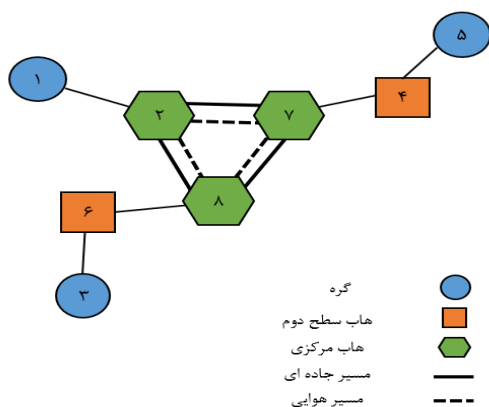 ۵
۱
۴
۲
۷
۸
۶
۳
گره
هاب سطح دوم
هاب مرکزی
مسیر جاده ای
مسیر هوایی